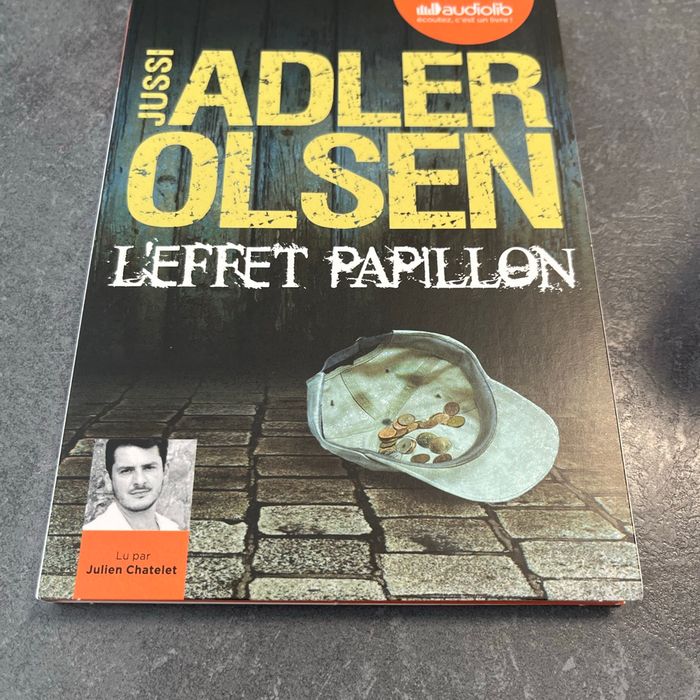 audiolib
écoutez, c'est un livre !
JUSSI
ADLER
OLSEN
L'EFFET PAPILLON
Lu par
Julien Chatelet